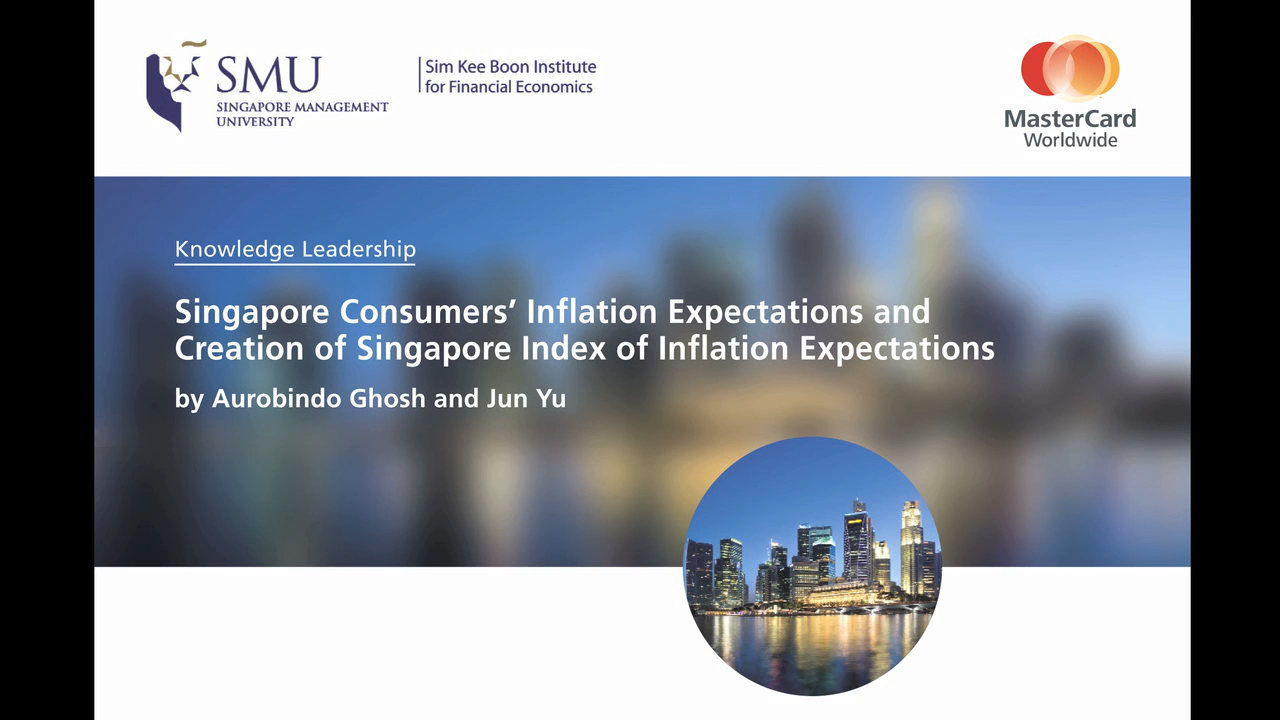 SMU
SINGAPORE MANAGEMENT
UNIVERSITY
Sim Kee Boon Institute
for Financial Economics
MasterCard
Worldwide
Knowledge Leadership
Singapore Consumers’ Inflation Expectations and
Creation of Singapore Index of Inflation Expectations
by Aurobindo Ghosh and Jun Yu